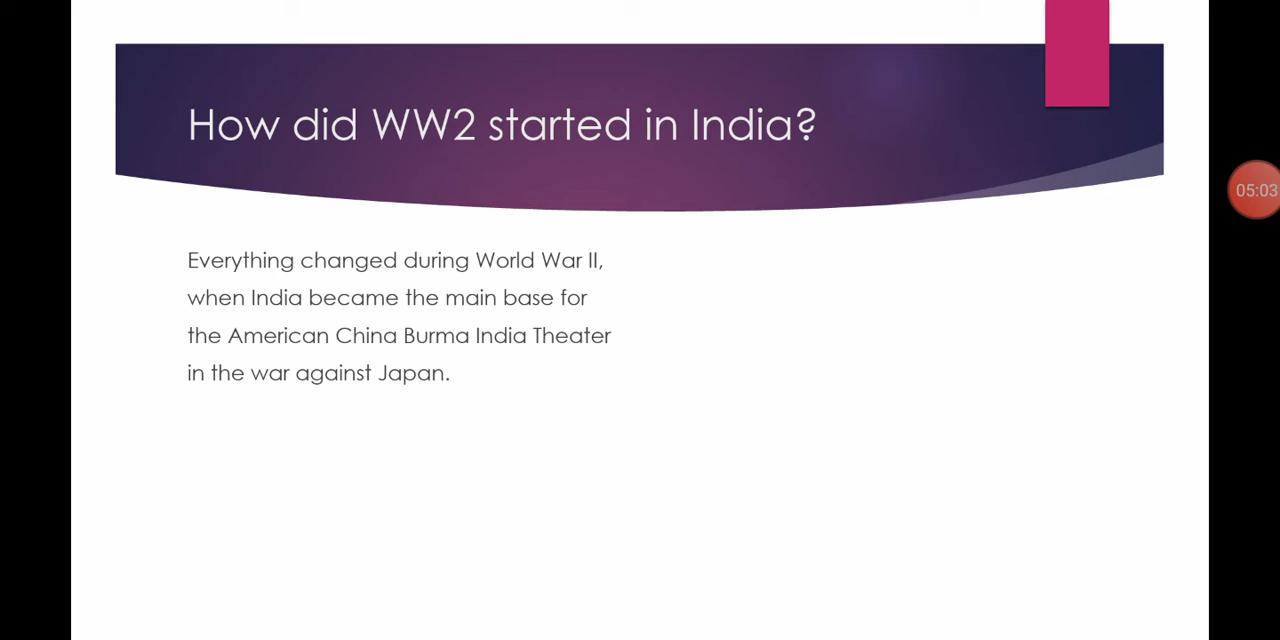 How did WW2 started in India?
05:03
Everything changed during World War II,
when India became the main base for
the American China Burma India Theater
in the war against Japan.